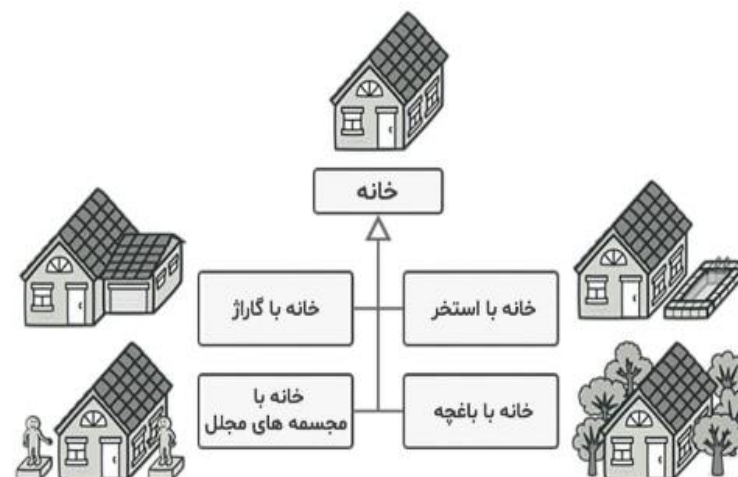 خانه
خانه با استخر
خانه با گاراژ
خانه با باغچه
خانه با
مجسمه های مجلل